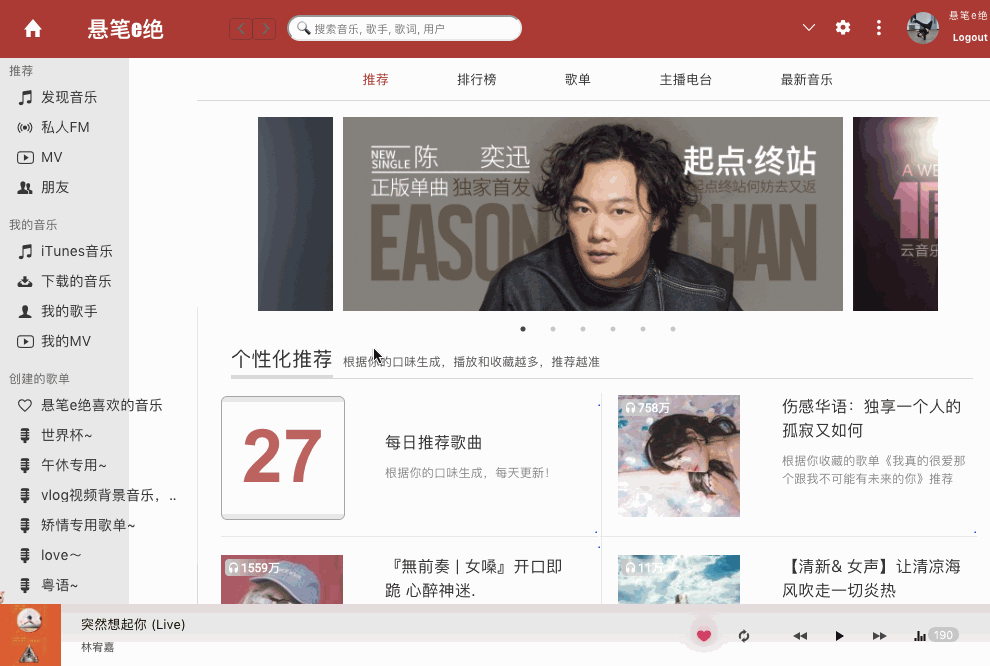 悬笔e绝
搜索音乐, 歌手, 歌词, 用户
悬笔e绝
Logout
推荐
发现音乐
私人FM
MV
朋友
我的音乐
iTunes音乐
下载的音乐
我的歌手
我的MV
创建的歌单
悬笔e绝喜欢的音乐
世界杯~
午休专用~
vlog视频背景音乐，..
矫情专用歌单~
love～
粤语~
推荐
排行榜
歌单
主播电台
最新音乐
NEW SINGLE
陈 奕迅
正版单曲 独家首发
EASON CHAN
起点·终站
起点终站何妨去又返
A WE
云音乐
个性化推荐
根据你的口味生成，播放和收藏越多，推荐越准
27
每日推荐歌曲
根据你的口味生成，每天更新！
758万
伤感华语：独享一个人的
孤寂又如何
根据你收藏的歌单《我真的很爱那
个跟我不可能有未来的你》推荐
1559万
『無前奏 | 女嗓』开口即
跪 心醉神迷.
11万
【清新& 女声】让清凉海
风吹走一切炎热
突然想起你 (Live)
林宥嘉
190